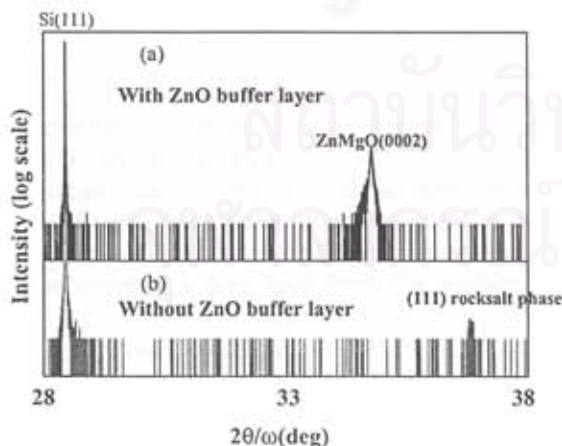 Si(111)
(a)
With ZnO buffer layer
ZnMgO(0002)
Intensity (log scale)
(b)
Without ZnO buffer layer
(111) rocksalt phase
28
33
38
2θ/ω(deg)